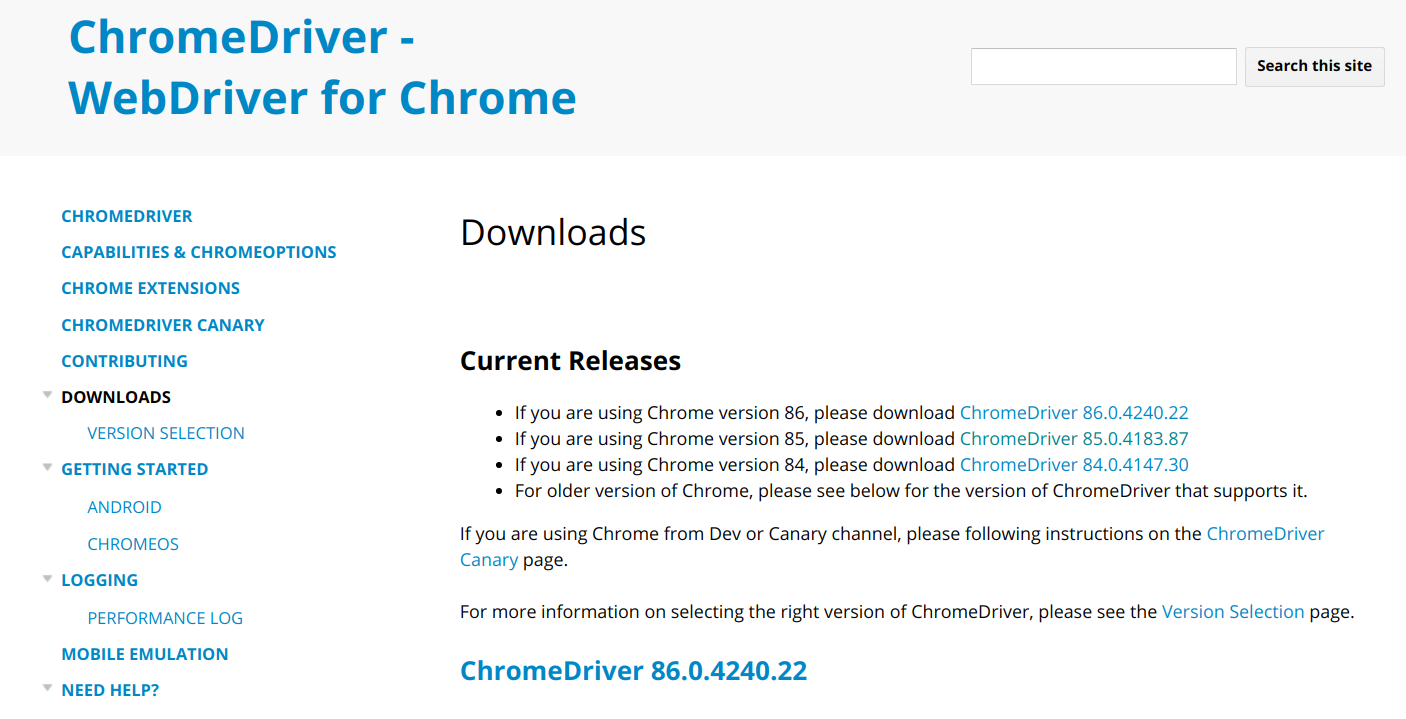 ChromeDriver -
WebDriver for Chrome
Search this site
CHROMEDRIVER
CAPABILITIES & CHROMEOPTIONS
CHROME EXTENSIONS
CHROMEDRIVER CANARY
CONTRIBUTING
DOWNLOADS
VERSION SELECTION
GETTING STARTED
ANDROID
CHROMEOS
LOGGING
PERFORMANCE LOG
MOBILE EMULATION
NEED HELP?
Downloads
Current Releases
If you are using Chrome version 86, please download ChromeDriver 86.0.4240.22
If you are using Chrome version 85, please download ChromeDriver 85.0.4183.87
If you are using Chrome version 84, please download ChromeDriver 84.0.4147.30
For older version of Chrome, please see below for the version of ChromeDriver that supports it.
If you are using Chrome from Dev or Canary channel, please following instructions on the ChromeDriver
Canary page.
For more information on selecting the right version of ChromeDriver, please see the Version Selection page.
ChromeDriver 86.0.4240.22